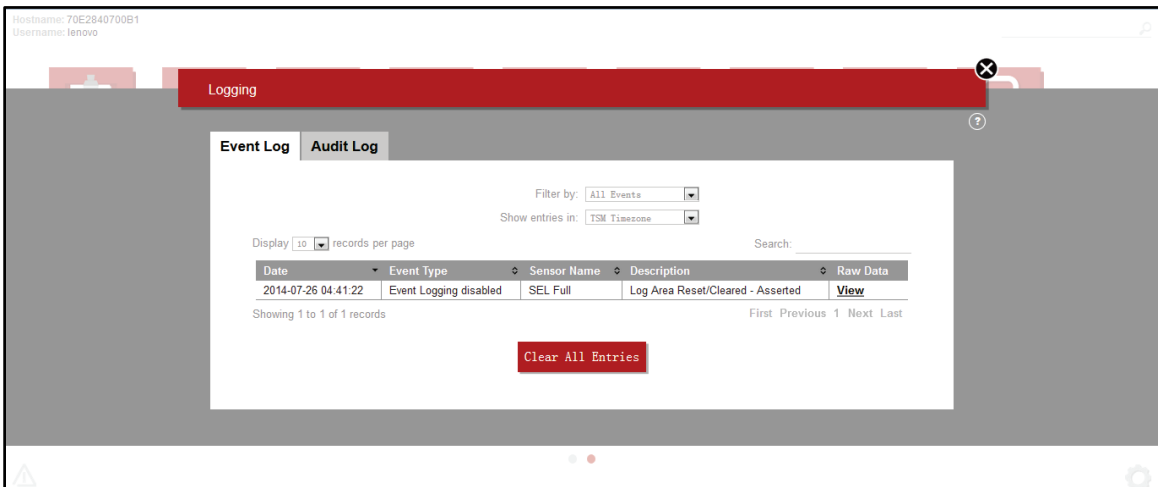 Hostname: 70E2840700B1
Username: lenovo
Logging
?
Event Log Audit Log
Filter by: All Events
Show entries in: TSM Timezone
Display 10 records per page Search:
Date Event Type Sensor Name Description Raw Data
2014-07-26 04:41:22 Event Logging disabled SEL Full Log Area Reset/Cleared - Asserted View
Showing 1 to 1 of 1 records First Previous 1 Next Last
Clear All Entries